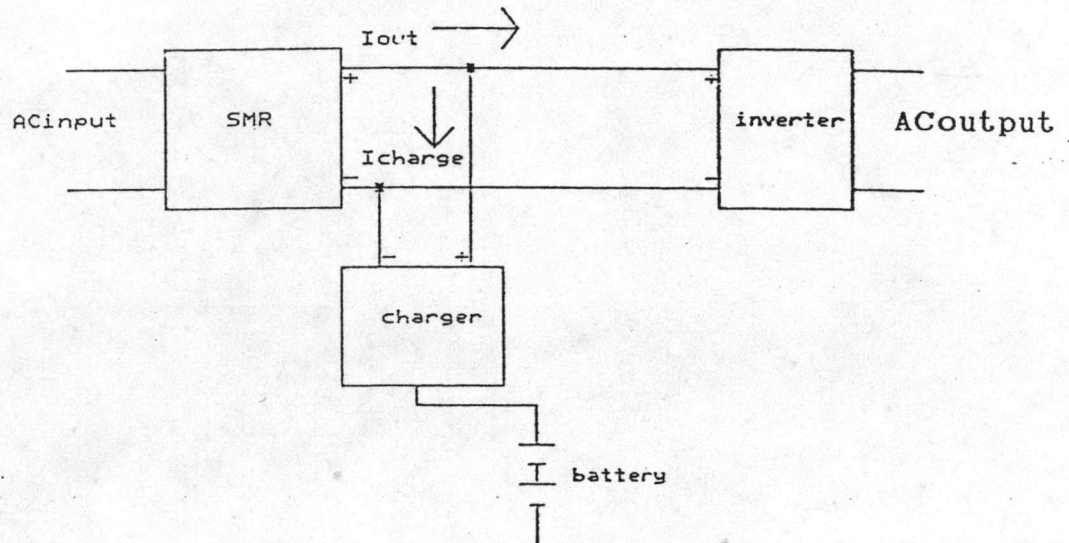 Iout
+
+
ACinput
SMR
inverter
ACoutput
Icharge
−
−
−
+
charger
battery